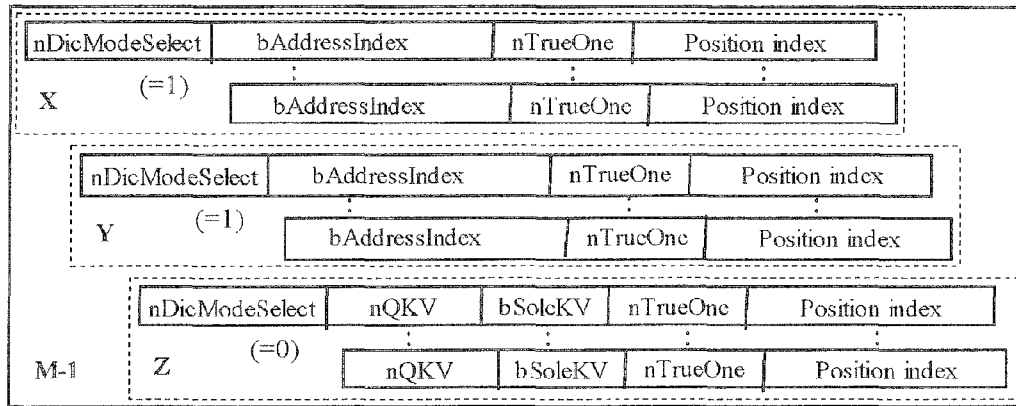 nDicModeSelect bAddressIndex nTrueOne Position index
X (=1)
bAddressIndex nTrueOne Position index
nDicModeSelect bAddressIndex nTrueOne Position index
Y (=1)
bAddressIndex nTrueOne Position index
nDicModeSelect nQKV bSoleKV nTrueOne Position index
M-1 Z (=0)
nQKV bSoleKV nTrueOne Position index